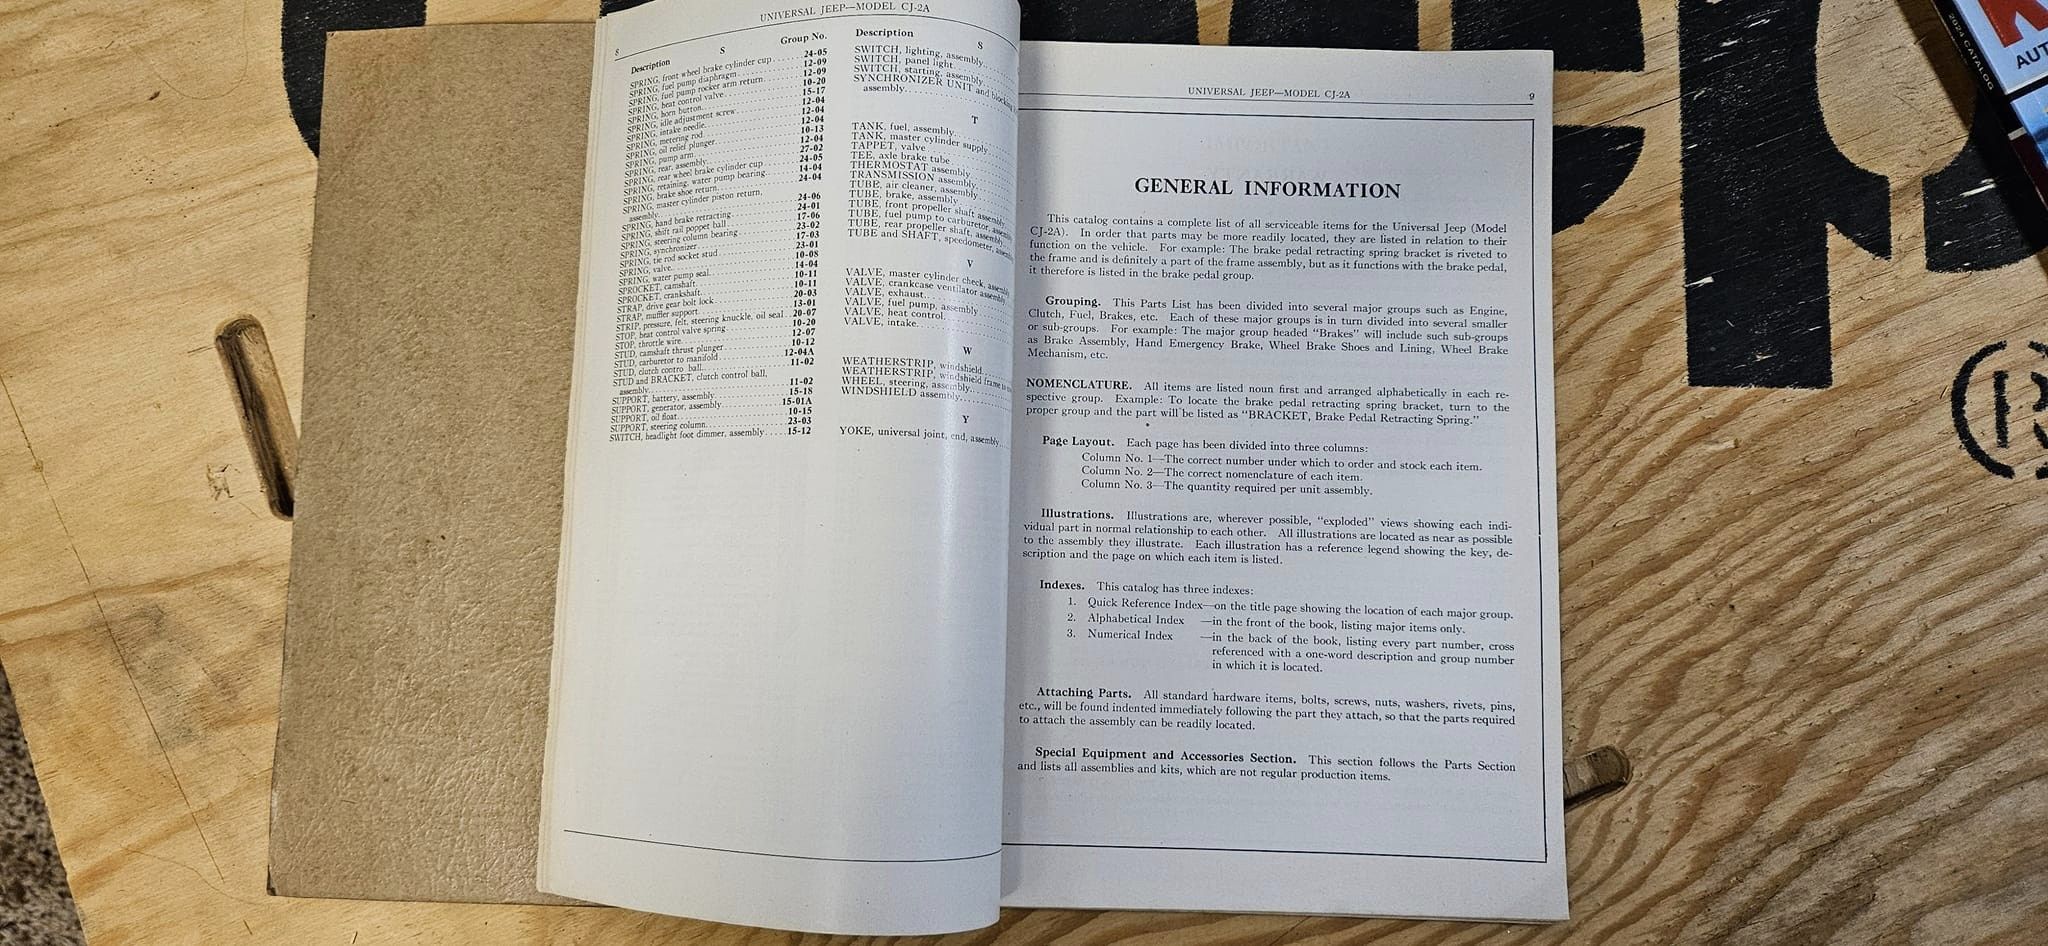 UNIVERSAL JEEP—MODEL CJ-2A
8
S
Description
Group No.
SPRING, front wheel brake cylinder cup 24-05
SPRING, fuel pump diaphragm 12-09
SPRING, fuel pump rocker arm return 12-09
SPRING, heat control valve 10-20
SPRING, horn button 15-17
SPRING, idle adjustment screw 12-04
SPRING, intake needle 12-04
SPRING, metering rod 12-04
SPRING, oil relief plunger 10-13
SPRING, pump arm 12-04
SPRING, rear, assembly 27-02
SPRING, rear wheel brake cylinder cup 24-05
SPRING, retaining, water pump bearing 14-04
SPRING, brake shoe return 24-04
SPRING, master cylinder piston return,
assembly 24-06
SPRING, hand brake retracting 24-01
SPRING, shift rail poppet ball 17-06
SPRING, steering column bearing 23-02
SPRING, synchronizer 17-03
SPRING, tie rod socket stud 23-01
SPRING, valve 10-08
SPRING, water pump seal 14-04
SPROCKET, camshaft 10-11
SPROCKET, crankshaft 10-11
STRAP, drive gear bolt lock 20-03
STRAP, muffler support 13-01
STRIP, pressure, felt, steering knuckle, oil seal 20-07
STOP, heat control valve spring 10-20
STOP, throttle wire 12-07
STUD, camshaft thrust plunger 10-12
STUD, carburetor to manifold 12-04A
STUD, clutch contro ball 11-02
STUD and BRACKET, clutch control ball,
assembly 11-02
SUPPORT, battery, assembly 15-18
SUPPORT, generator, assembly 15-01A
SUPPORT, oil float 10-15
SUPPORT, steering column 23-03
SWITCH, headlight foot dimmer, assembly 15-12
Description
S
SWITCH, lighting, assembly
SWITCH, panel light
SWITCH, starting, assembly
SYNCHRONIZER UNIT and blocking
assembly
T
TANK, fuel, assembly
TANK, master cylinder supply
TAPPET, valve
TEE, axle brake tube
THERMOSTAT assembly
TRANSMISSION assembly
TUBE, air cleaner, assembly
TUBE, brake, assembly
TUBE, front propeller shaft assembly
TUBE, fuel pump to carburetor, assembly
TUBE, rear propeller shaft, assembly
TUBE and SHAFT, speedometer, assembly
V
VALVE, master cylinder check, assembly
VALVE, crankcase ventilator assembly
VALVE, exhaust
VALVE, fuel pump, assembly
VALVE, heat control
VALVE, intake
W
WEATHERSTRIP, windshield
WEATHERSTRIP, windshield frame to
WHEEL, steering, assembly
WINDSHIELD assembly
Y
YOKE, universal joint, end, assembly
UNIVERSAL JEEP—MODEL CJ-2A
9
GENERAL INFORMATION
This catalog contains a complete list of all serviceable items for the Universal Jeep (Model
CJ-2A). In order that parts may be more readily located, they are listed in relation to their
function on the vehicle. For example: The brake pedal retracting spring bracket is riveted to
the frame and is definitely a part of the frame assembly, but as it functions with the brake pedal,
it therefore is listed in the brake pedal group.
Grouping. This Parts List has been divided into several major groups such as Engine,
Clutch, Fuel, Brakes, etc. Each of these major groups is in turn divided into several smaller
or sub-groups. For example: The major group headed "Brakes" will include such sub-groups
as Brake Assembly, Hand Emergency Brake, Wheel Brake Shoes and Lining, Wheel Brake
Mechanism, etc.
NOMENCLATURE. All items are listed noun first and arranged alphabetically in each re-
spective group. Example: To locate the brake pedal retracting spring bracket, turn to the
proper group and the part will be listed as "BRACKET, Brake Pedal Retracting Spring."
Page Layout. Each page has been divided into three columns:
Column No. 1—The correct number under which to order and stock each item.
Column No. 2—The correct nomenclature of each item.
Column No. 3—The quantity required per unit assembly.
Illustrations. Illustrations are, wherever possible, "exploded" views showing each indi-
vidual part in normal relationship to each other. All illustrations are located as near as possible
to the assembly they illustrate. Each illustration has a reference legend showing the key, de-
scription and the page on which each item is listed.
Indexes. This catalog has three indexes:
1. Quick Reference Index—on the title page showing the location of each major group.
2. Alphabetical Index —in the front of the book, listing major items only.
3. Numerical Index —in the back of the book, listing every part number, cross
referenced with a one-word description and group number
in which it is located.
Attaching Parts. All standard hardware items, bolts, screws, nuts, washers, rivets, pins,
etc., will be found indented immediately following the part they attach, so that the parts required
to attach the assembly can be readily located.
Special Equipment and Accessories Section. This section follows the Parts Section
and lists all assemblies and kits, which are not regular production items.
2024 CATALOG
AUT
®